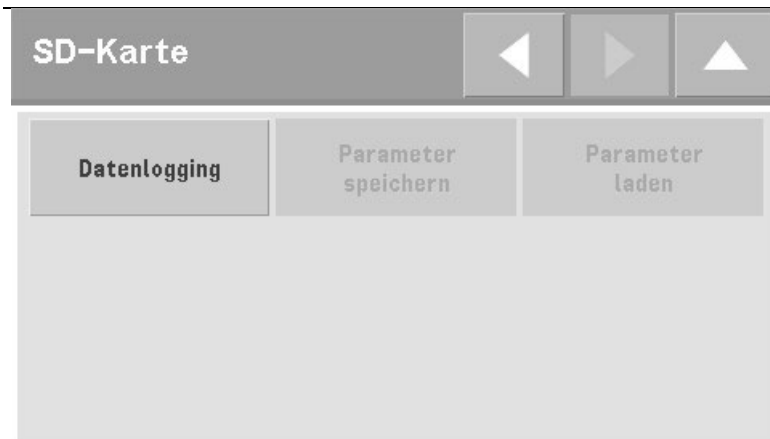 SD-Karte
Datenlogging
Parameter
speichern
Parameter
laden